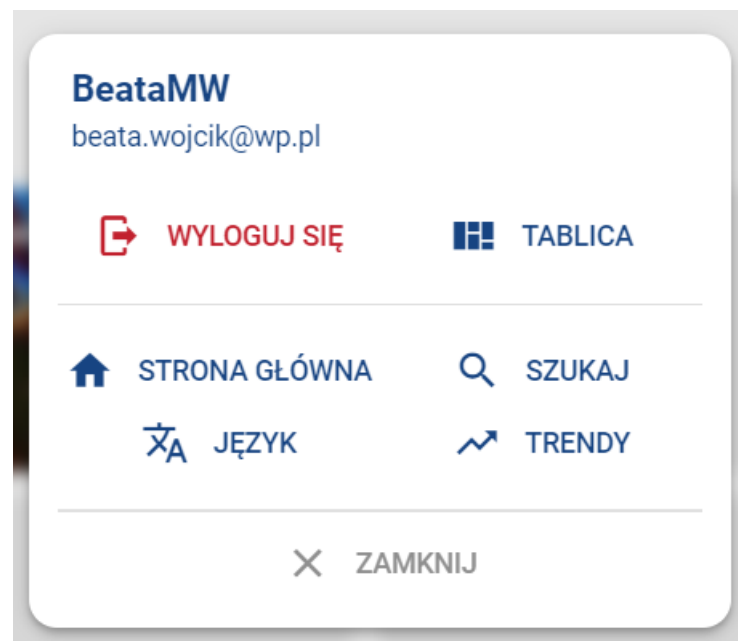 BeataMW
beata.wojcik@wp.pl
WYLOGUJ SIĘ TABLICA
STRONA GŁÓWNA SZUKAJ
JĘZYK TRENDY
ZAMKNIJ